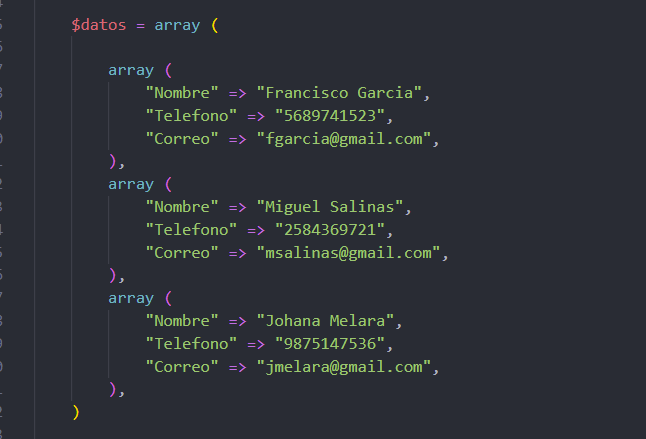 $datos = array (
array (
"Nombre" => "Francisco Garcia",
"Telefono" => "5689741523",
"Correo" => "fgarcia@gmail.com",
),
array (
"Nombre" => "Miguel Salinas",
"Telefono" => "2584369721",
"Correo" => "msalinas@gmail.com",
),
array (
"Nombre" => "Johana Melara",
"Telefono" => "9875147536",
"Correo" => "jmelara@gmail.com",
),
)